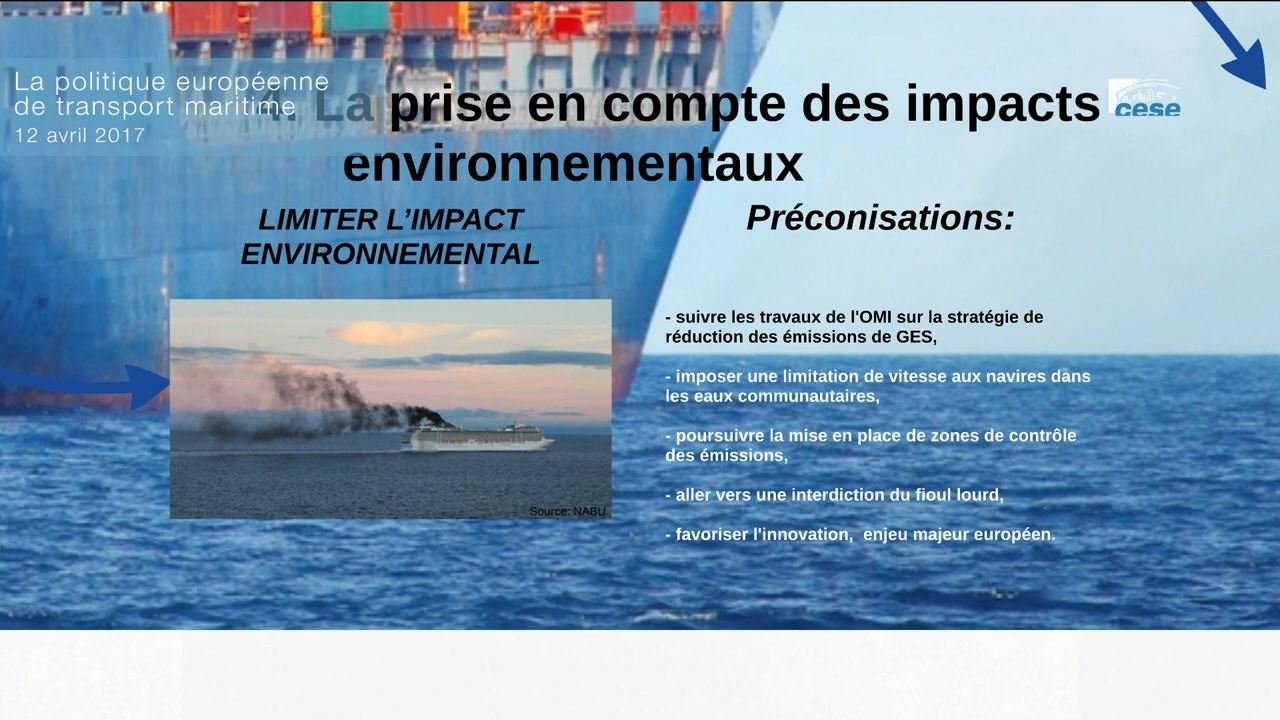 La politique européenne
de transport maritime
12 avril 2017
4. La prise en compte des impacts
environnementaux
cese
LIMITER L’IMPACT
ENVIRONNEMENTAL
Source: NABU
Préconisations:
- suivre les travaux de l'OMI sur la stratégie de
réduction des émissions de GES,
- imposer une limitation de vitesse aux navires dans
les eaux communautaires,
- poursuivre la mise en place de zones de contrôle
des émissions,
- aller vers une interdiction du fioul lourd,
- favoriser l'innovation,  enjeu majeur européen.